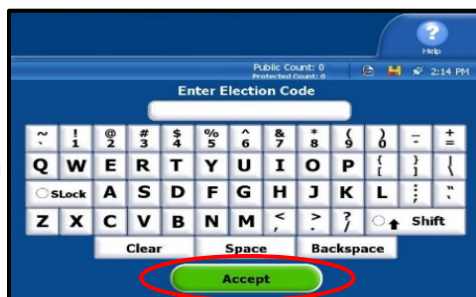 ?
Help
Public Count: 0
Protected Count: 0
2:14 PM
Enter Election Code
~ ! @ # $ % ^ & * ( ) _ +
` 1 2 3 4 5 6 7 8 9 0 - =
Q W E R T Y U I O P { } |
[ ] \
SLock A S D F G H J K L : "
; '
Z X C V B N M < > ? Shift
, . /
Clear Space Backspace
Accept